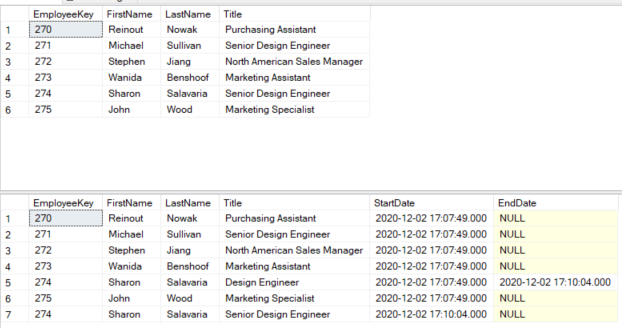 EmployeeKey FirstName LastName Title
1 270 Reinout Nowak Purchasing Assistant
2 271 Michael Sullivan Senior Design Engineer
3 272 Stephen Jiang North American Sales Manager
4 273 Wanida Benshoof Marketing Assistant
5 274 Sharon Salavaria Senior Design Engineer
6 275 John Wood Marketing Specialist
EmployeeKey FirstName LastName Title StartDate EndDate
1 270 Reinout Nowak Purchasing Assistant 2020-12-02 17:07:49.000 NULL
2 271 Michael Sullivan Senior Design Engineer 2020-12-02 17:07:49.000 NULL
3 272 Stephen Jiang North American Sales Manager 2020-12-02 17:07:49.000 NULL
4 273 Wanida Benshoof Marketing Assistant 2020-12-02 17:07:49.000 NULL
5 274 Sharon Salavaria Design Engineer 2020-12-02 17:07:49.000 2020-12-02 17:10:04.000
6 275 John Wood Marketing Specialist 2020-12-02 17:07:49.000 NULL
7 274 Sharon Salavaria Senior Design Engineer 2020-12-02 17:10:04.000 NULL